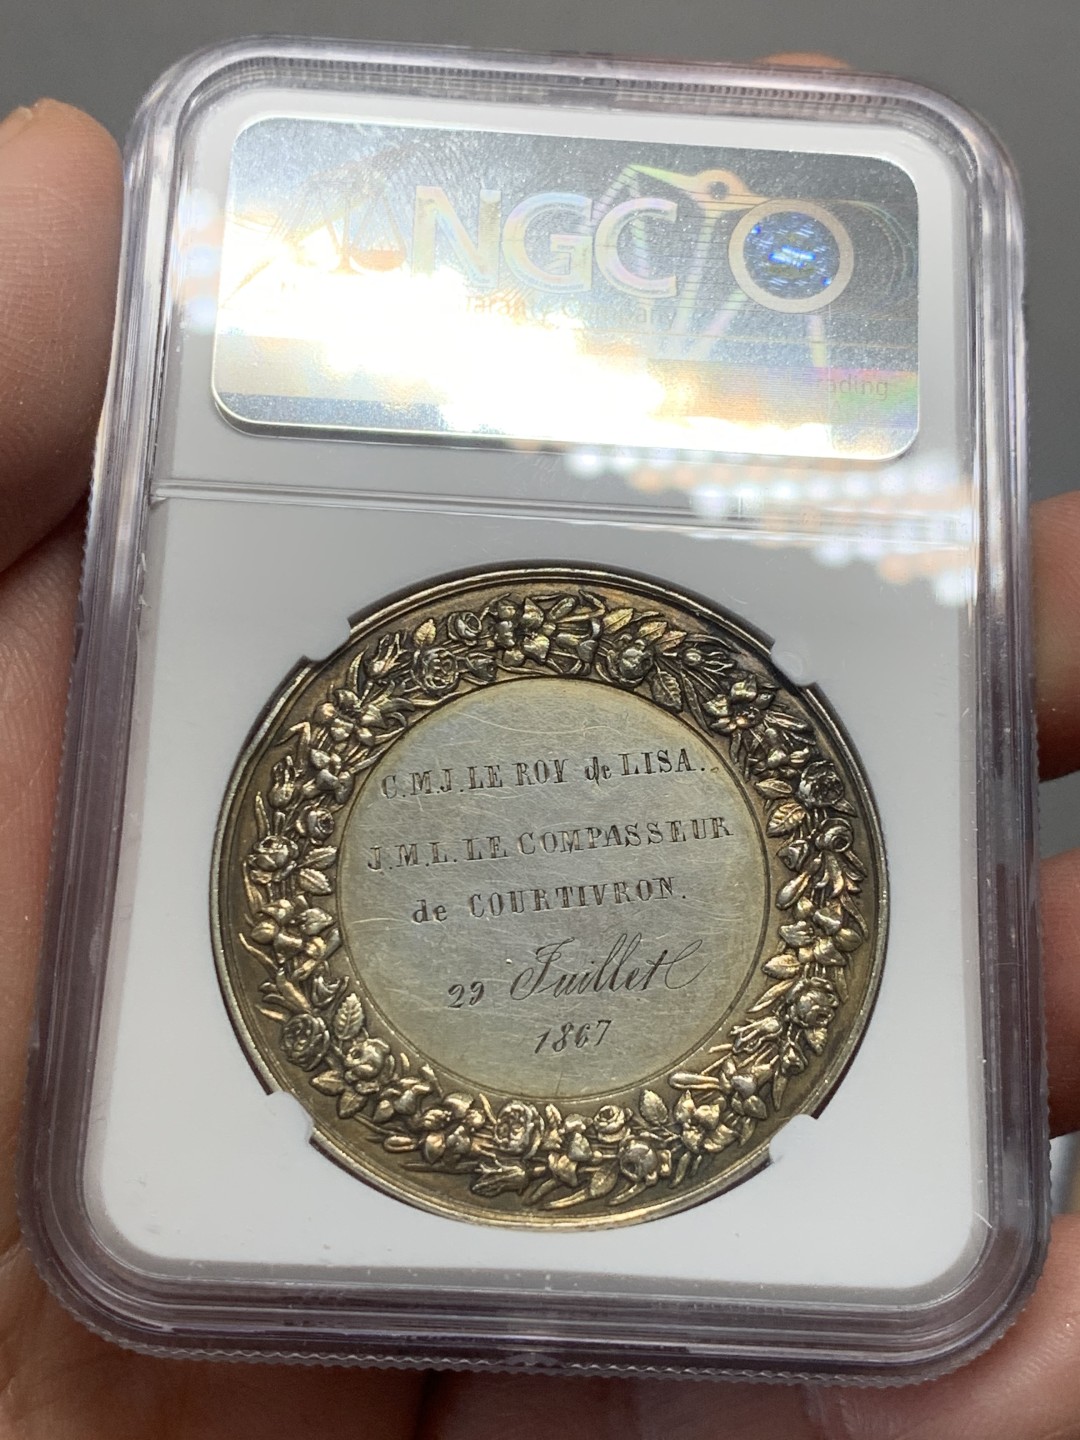 NGC
C.M.J. LE ROY de LISA.
J.M.L. LE COMPASSEUR
de COURTIVRON.
29 Juillet
1867